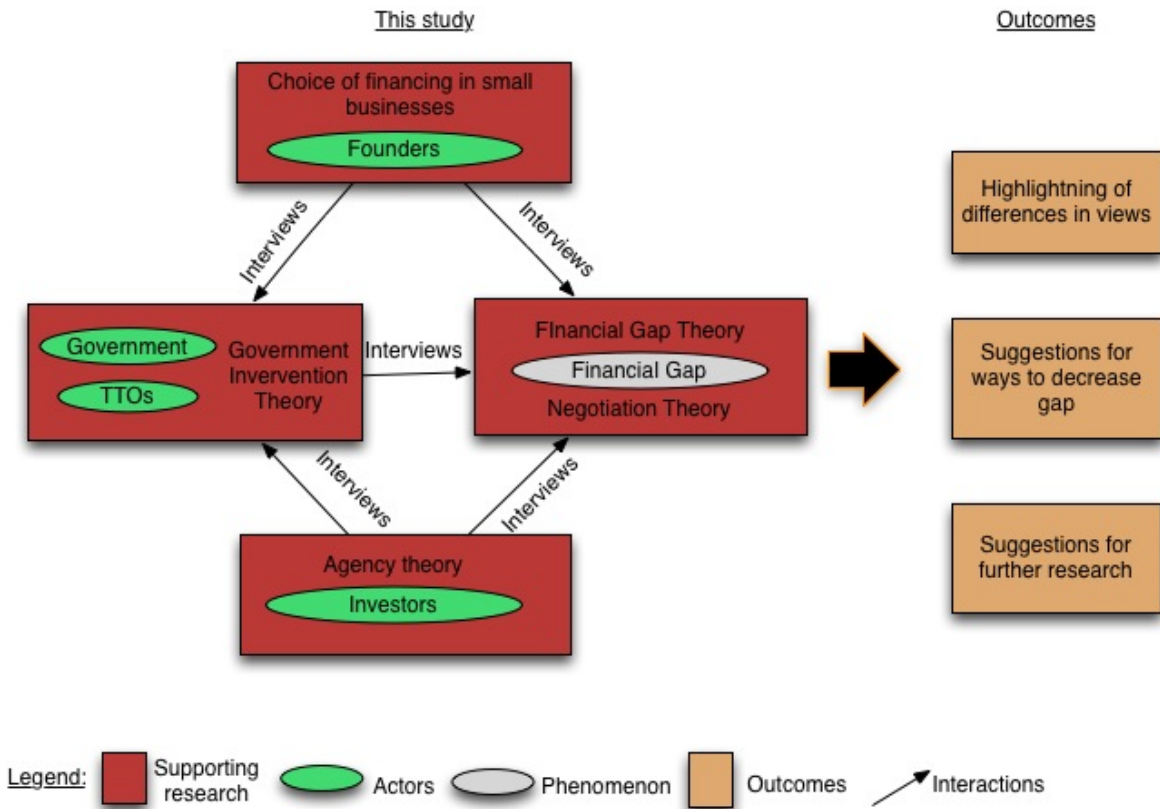 This study
Outcomes
Choice of financing in small
businesses
Founders
Interviews
Interviews
Highlightning of
differences in views
Government
TTOs
Government
Invervention
Theory
Interviews
FInancial Gap Theory
Financial Gap
Negotiation Theory
Suggestions for
ways to decrease
gap
Interviews
Interviews
Agency theory
Investors
Suggestions for
further research
Legend:
Supporting
research
Actors
Phenomenon
Outcomes
Interactions